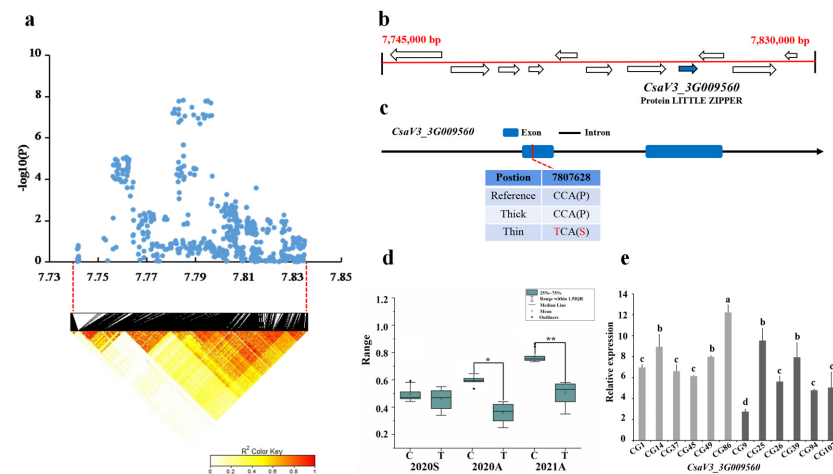 a
10
8
6
4
2
0
-log10(P)
7.73
7.75
7.77
7.79
7.81
7.83
7.85
R² Color Key
0
0.2
0.4
0.6
0.8
1
b
7,745,000 bp
7,830,000 bp
CsaV3_3G009560
Protein LITTLE ZIPPER
c
CsaV3_3G009560
Exon
Intron
Postion 7807628
Reference CCA(P)
Thick CCA(P)
Thin TCA(S)
d
25%~75%
Range within 1.5IQR
Median Line
Mean
Outliners
Range
1.2
1.0
0.8
0.6
0.4
0.2
*
**
C T C T C T
2020S 2020A 2021A
e
Relative expression
14
12
10
8
6
4
2
0
c b c c b a d b c b c c
CG1 CG14 CG37 CG45 CG49 CG86 CG9 CG25 CG26 CG39 CG94 CG107
CsaV3_3G009560